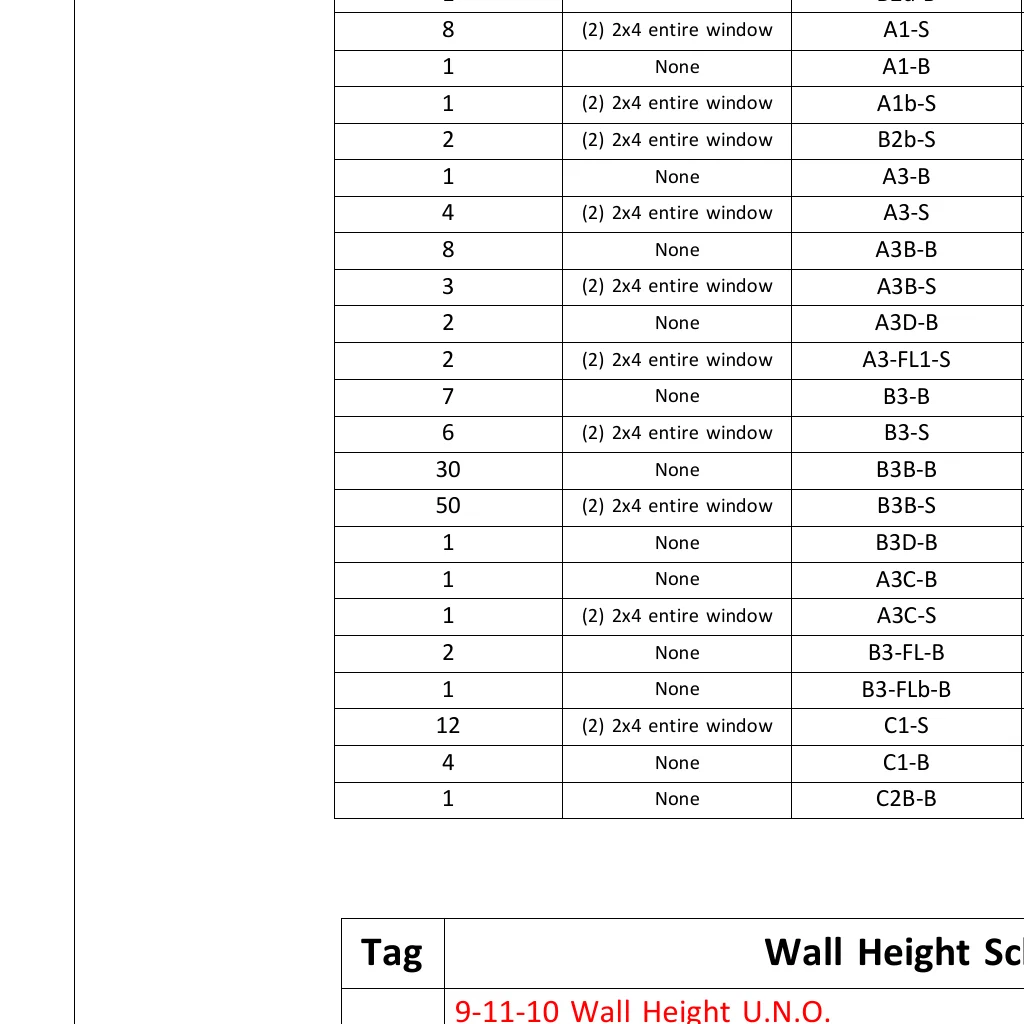 8 (2) 2x4 entire window A1-S
1 None A1-B
1 (2) 2x4 entire window A1b-S
2 (2) 2x4 entire window B2b-S
1 None A3-B
4 (2) 2x4 entire window A3-S
8 None A3B-B
3 (2) 2x4 entire window A3B-S
2 None A3D-B
2 (2) 2x4 entire window A3-FL1-S
7 None B3-B
6 (2) 2x4 entire window B3-S
30 None B3B-B
50 (2) 2x4 entire window B3B-S
1 None B3D-B
1 None A3C-B
1 (2) 2x4 entire window A3C-S
2 None B3-FL-B
1 None B3-FLb-B
12 (2) 2x4 entire window C1-S
4 None C1-B
1 None C2B-B
Tag Wall Height
9-11-10 Wall Height U.N.O.